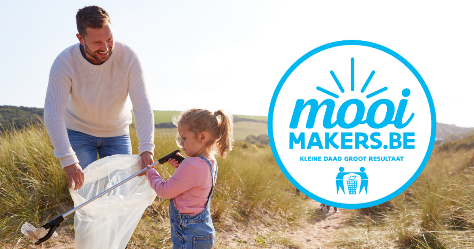 mooi
MAKERS.BE
KLEINE DAAD GROOT RESULTAAT